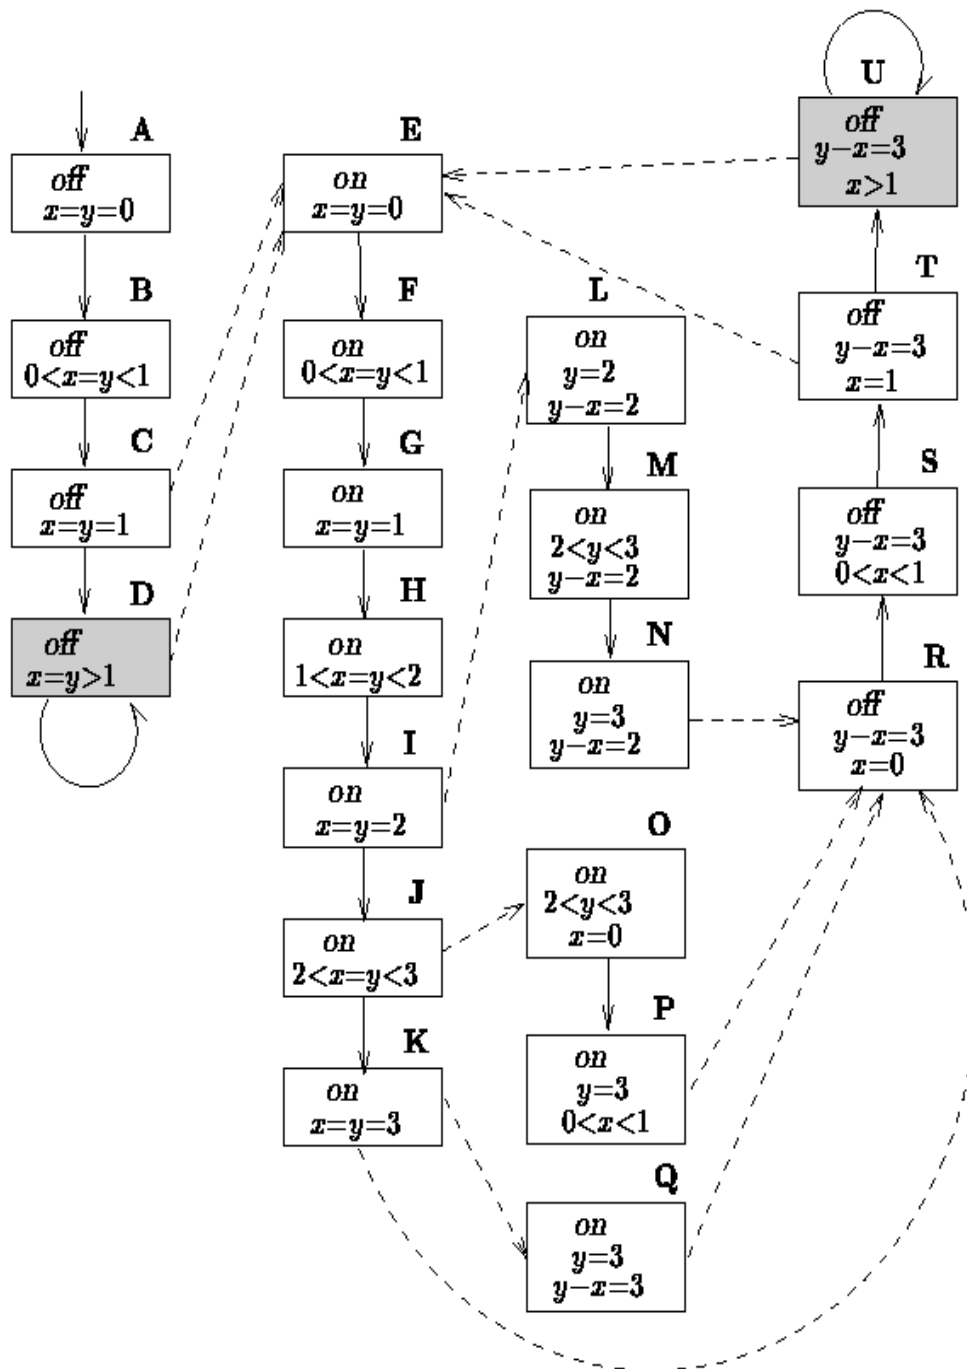 A
off
x=y=0
B
off
0<x=y<1
C
off
x=y=1
D
off
x=y>1
E
on
x=y=0
F
on
0<x=y<1
G
on
x=y=1
H
on
1<x=y<2
I
on
x=y=2
J
on
2<x=y<3
K
on
x=y=3
L
on
y=2
y−x=2
M
on
2<y<3
y−x=2
N
on
y=3
y−x=2
O
on
2<y<3
x=0
P
on
y=3
0<x<1
Q
on
y=3
y−x=3
U
off
y−x=3
x>1
T
off
y−x=3
x=1
S
off
y−x=3
0<x<1
R
off
y−x=3
x=0